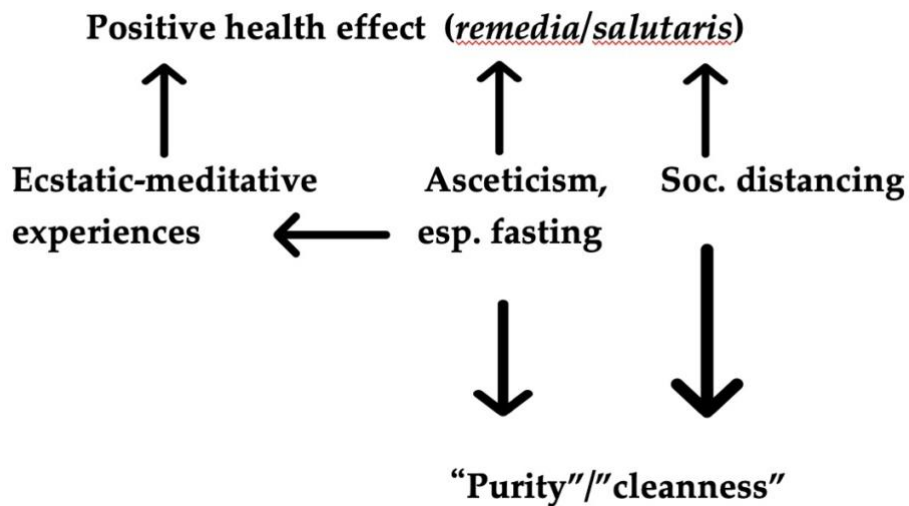 Positive health effect (remedia/salutaris)
Ecstatic-meditative
experiences
Asceticism,
esp. fasting
Soc. distancing
“Purity”/”cleanness”